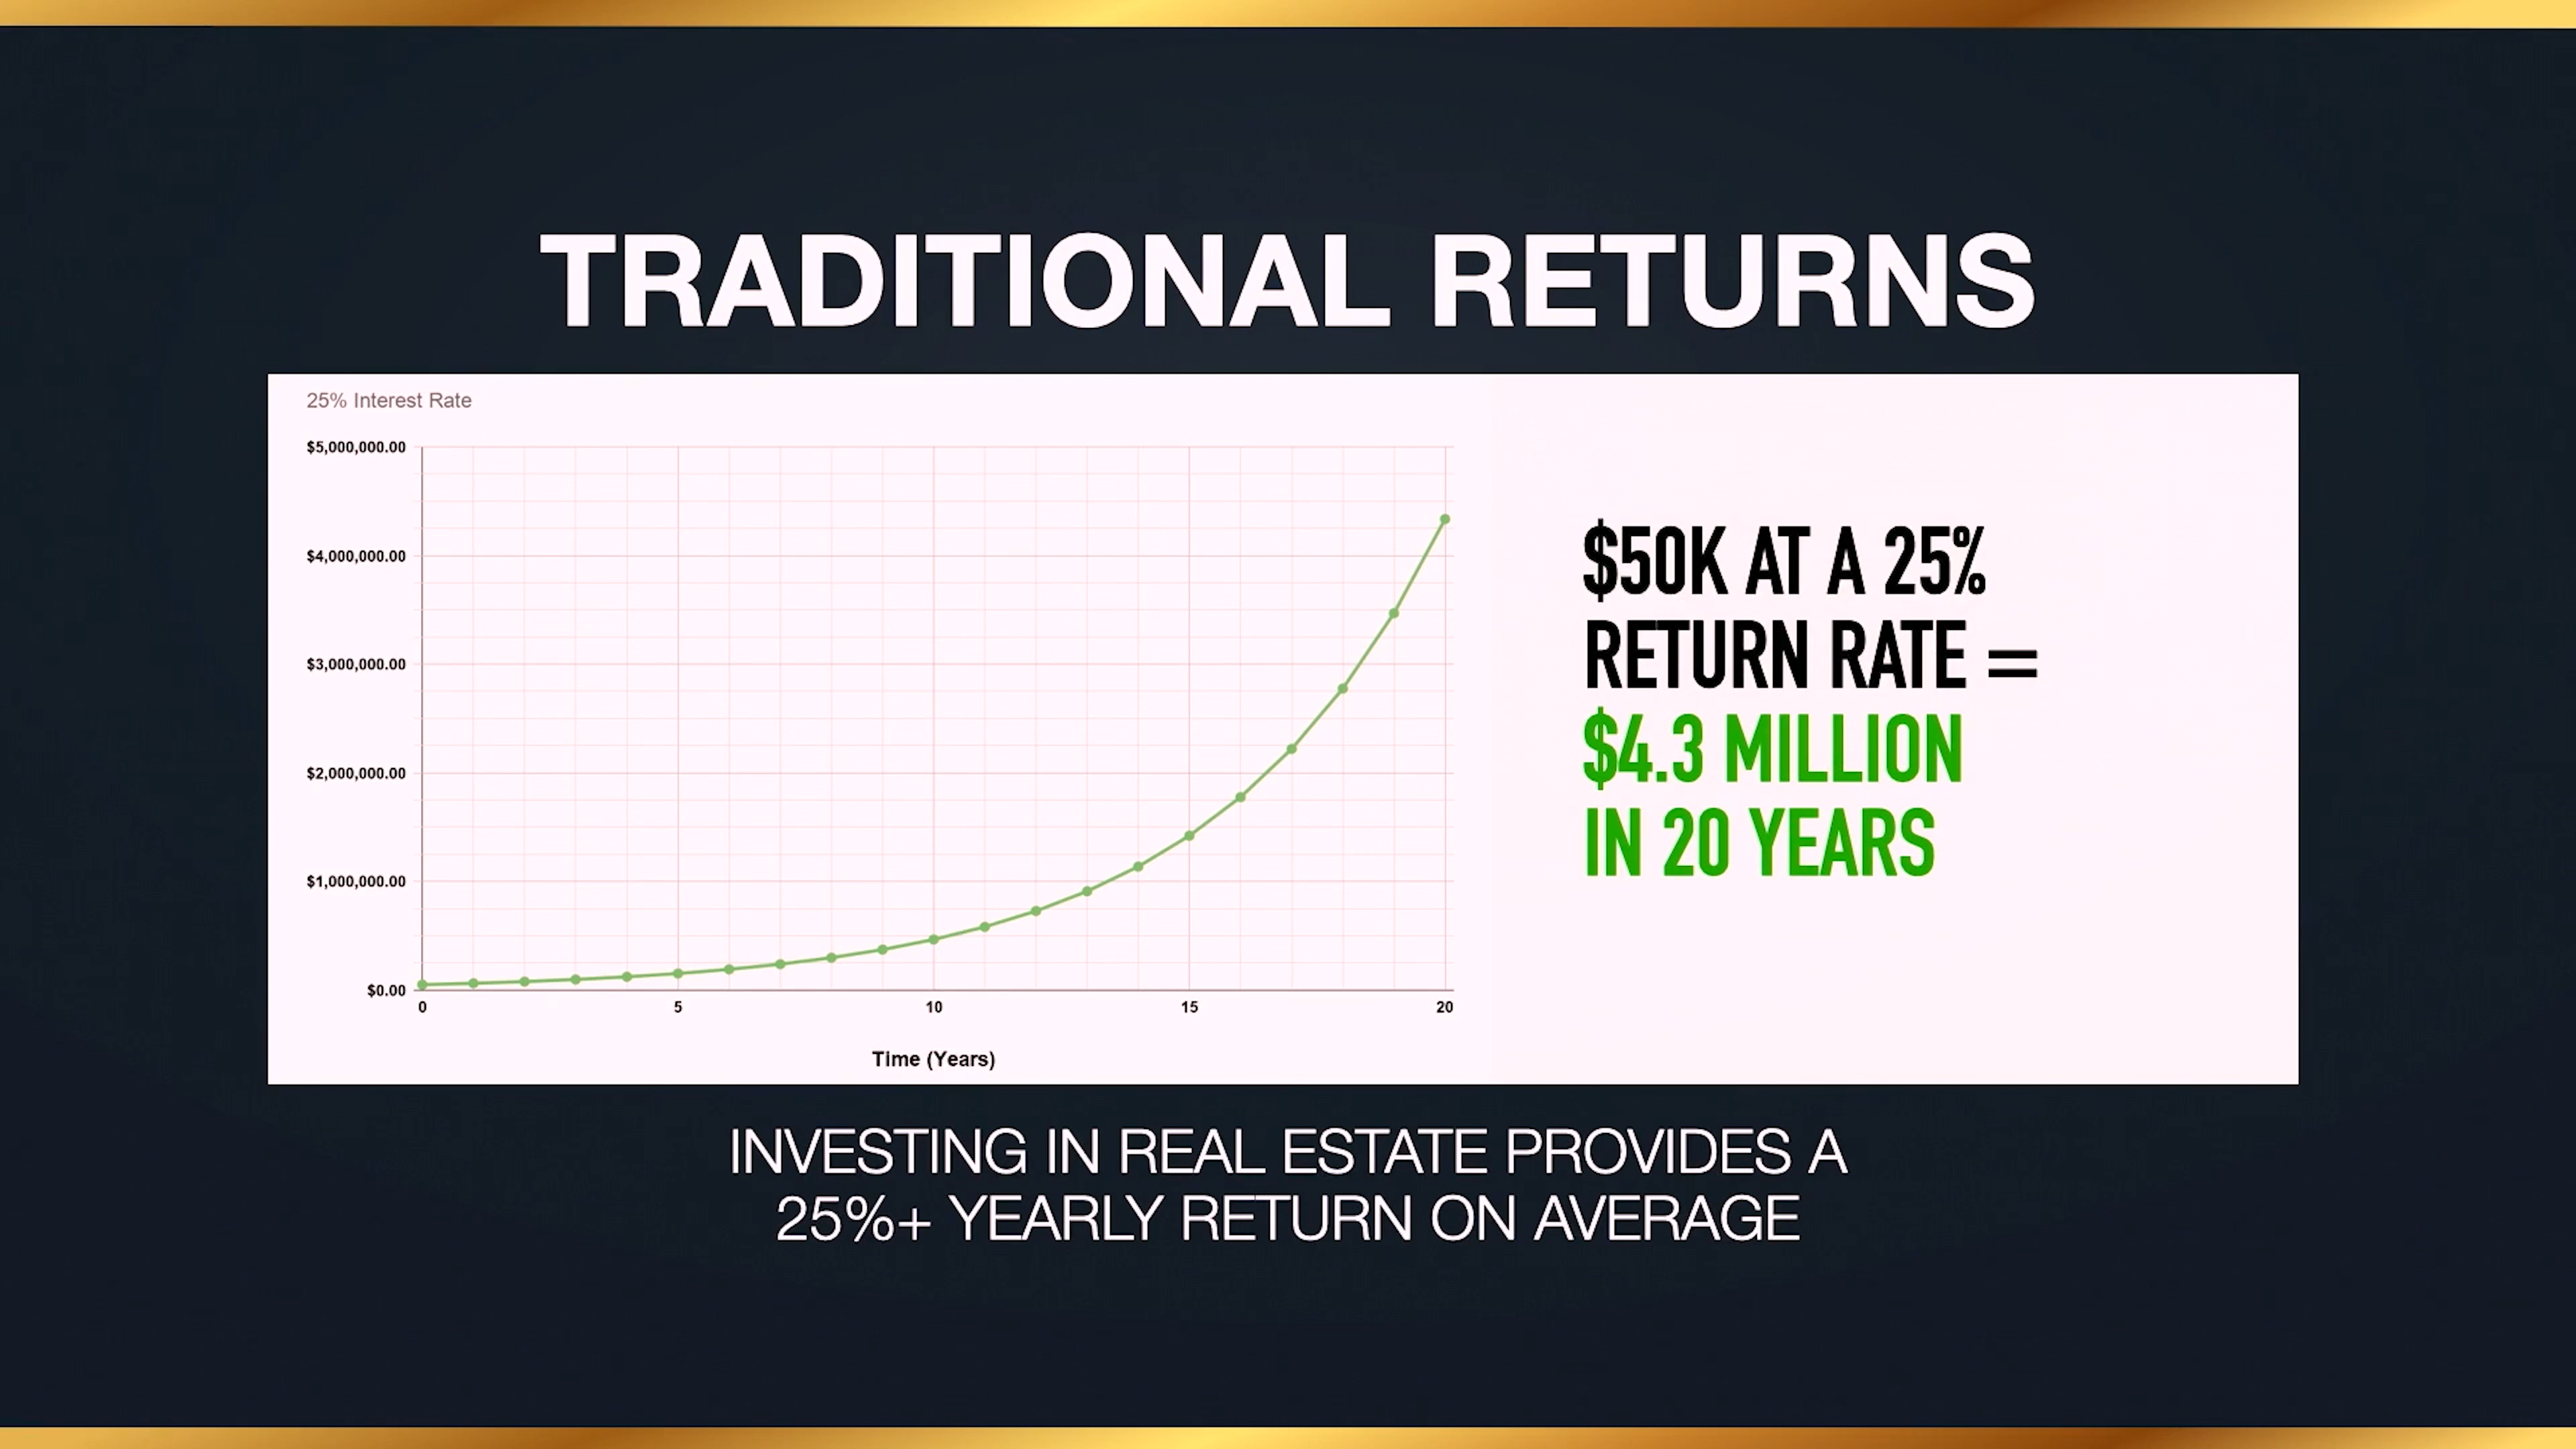 TRADITIONAL RETURNS
25% Interest Rate
$5,000,000.00
$4,000,000.00
$3,000,000.00
$2,000,000.00
$1,000,000.00
$0.00
0 5 10 15 20
Time (Years)
$50K AT A 25%
RETURN RATE =
$4.3 MILLION
IN 20 YEARS
INVESTING IN REAL ESTATE PROVIDES A
25%+ YEARLY RETURN ON AVERAGE